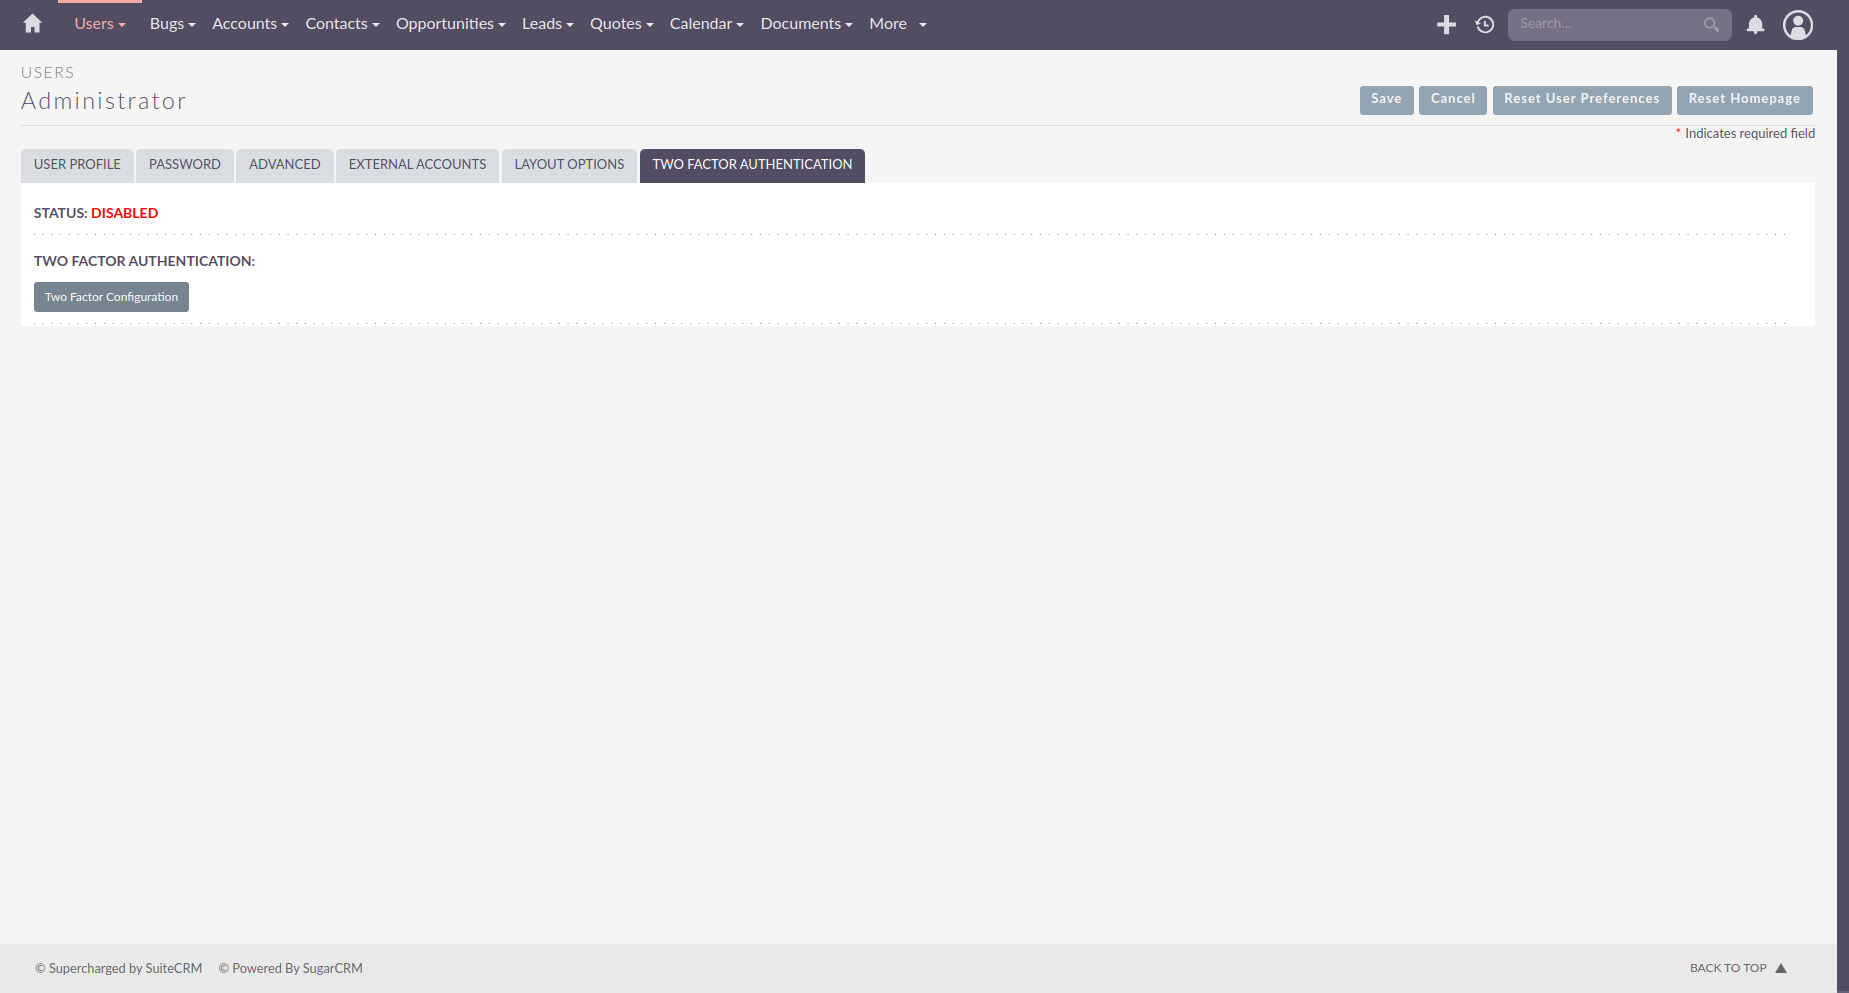 Users Bugs Accounts Contacts Opportunities Leads Quotes Calendar Documents More Search...
USERS
Administrator
Save Cancel Reset User Preferences Reset Homepage
* Indicates required field
USER PROFILE PASSWORD ADVANCED EXTERNAL ACCOUNTS LAYOUT OPTIONS TWO FACTOR AUTHENTICATION
STATUS: DISABLED
TWO FACTOR AUTHENTICATION:
Two Factor Configuration
© Supercharged by SuiteCRM © Powered By SugarCRM BACK TO TOP